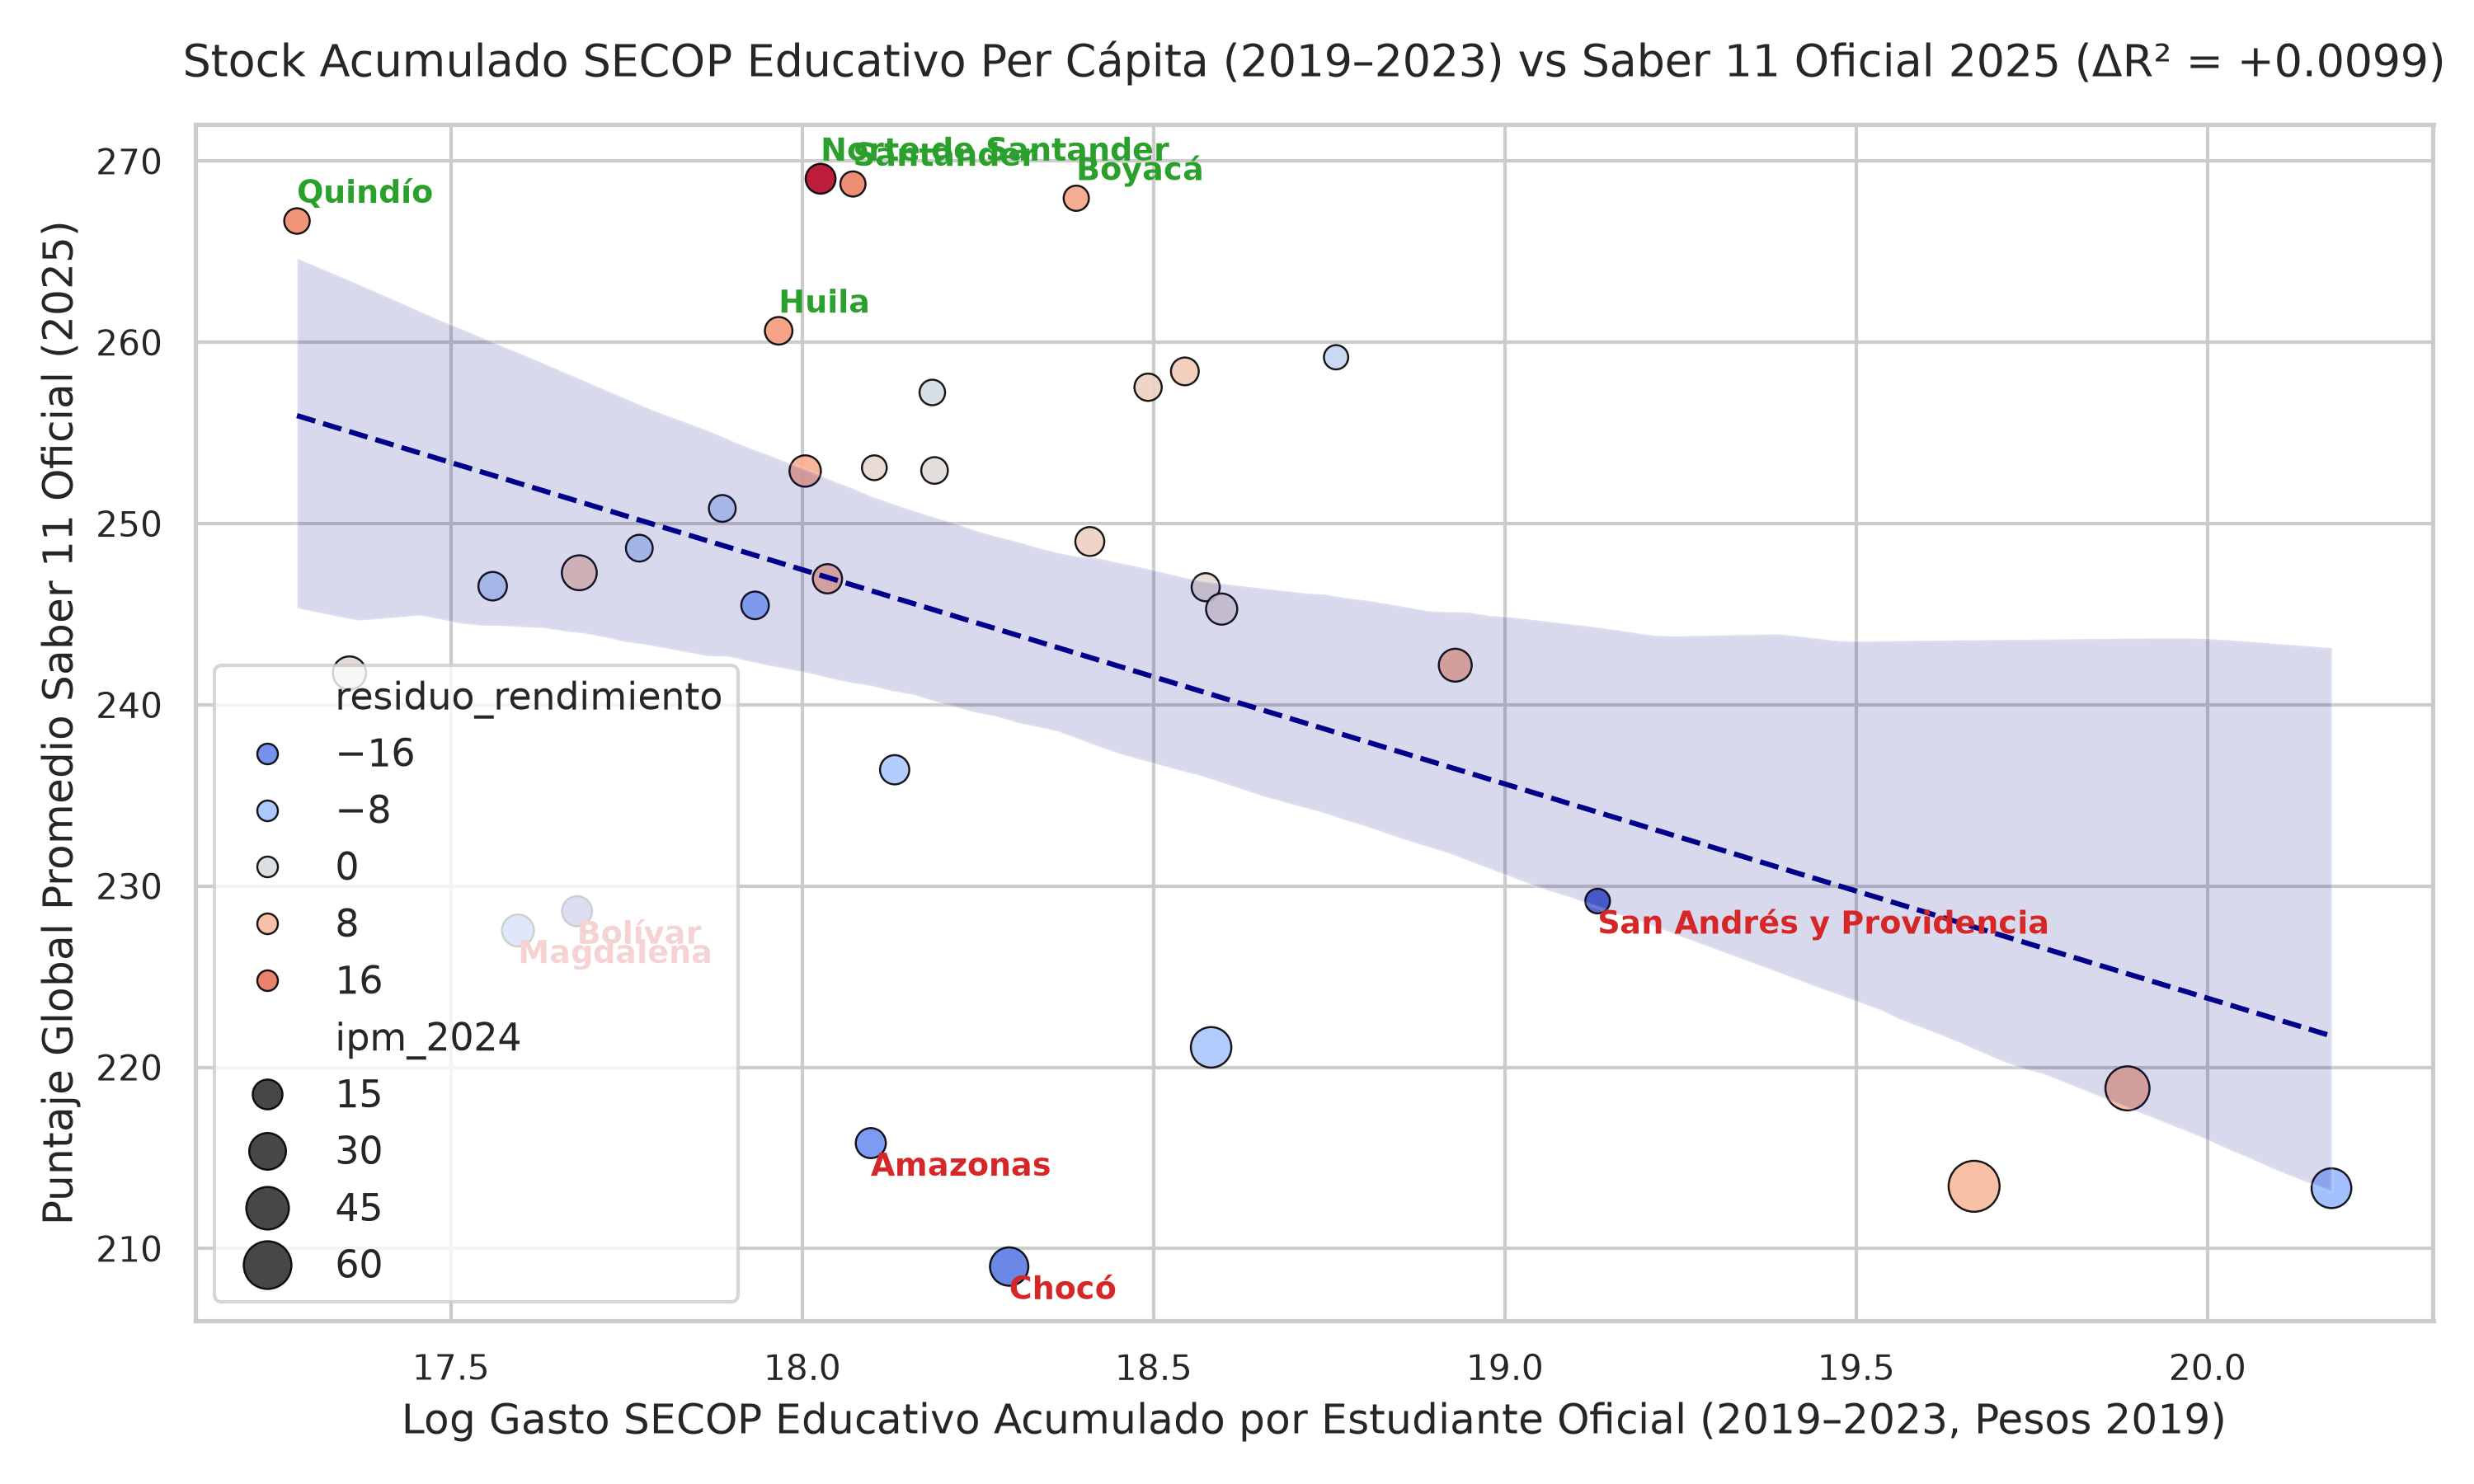 Stock Acumulado SECOP Educativo Per Cápita (2019–2023) vs Saber 11 Oficial 2025 (ΔR² = +0.0099)
Puntaje Global Promedio Saber 11 Oficial (2025)
270
260
250
240
230
220
210
Norte de Santander
Santander
Boyacá
Quindío
Huila
residuo_rendimiento
−16
−8
0
8
16
ipm_2024
15
30
45
60
Bolívar
Magdalena
San Andrés y Providencia
Amazonas
Chocó
17.5
18.0
18.5
19.0
19.5
20.0
Log Gasto SECOP Educativo Acumulado por Estudiante Oficial (2019–2023, Pesos 2019)